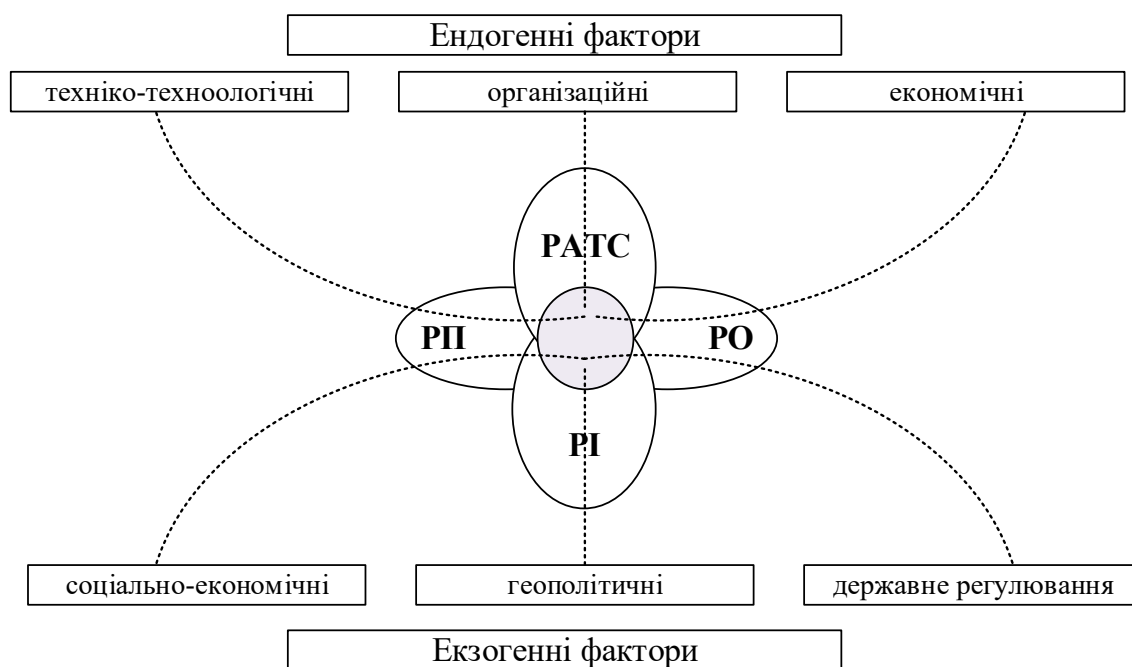 Ендогенні фактори
техніко-техноологічні
організаційні
економічні
РАТС
РП
РО
РІ
соціально-економічні
геополітичні
державне регулювання
Екзогенні фактори